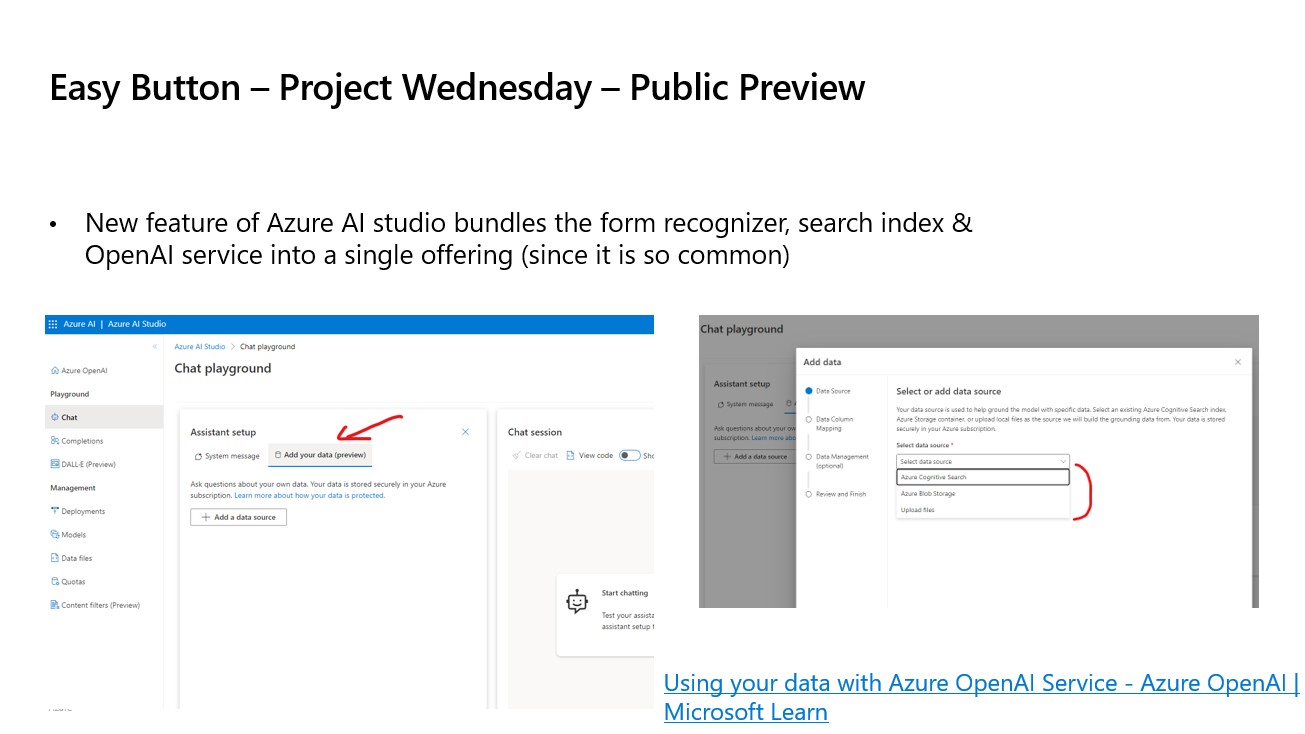 Easy Button – Project Wednesday – Public Preview
• New feature of Azure AI studio bundles the form recognizer, search index &
OpenAI service into a single offering (since it is so common)
Azure AI | Azure AI Studio
Azure AI Studio > Chat playground
Chat playground
Azure OpenAI
Playground
Chat
Completions
DALL-E (Preview)
Management
Deployments
Models
Data files
Quotas
Content filters (Preview)
Assistant setup
System message
Add your data (preview)
Ask questions about your own data. Your data is stored securely in your Azure
subscription. Learn more about how your data is protected.
+ Add a data source
Chat session
Clear chat
View code
Sho
Start chatting
Test your assista
assistant setup t
Chat playground
Assistant setup
System message
Ask questions about your own
subscription. Learn more abo
+ Add a data source
Add data
Data Source
Data Column
Mapping
Data Management
(optional)
Review and Finish
Select or add data source
Your data source is used to help ground the model with specific data. Select an existing Azure Cognitive Search index,
Azure Storage container, or upload local files as the source we will build the grounding data from. Your data is stored
securely in your Azure subscription.
Select data source *
Select data source
Azure Cognitive Search
Azure Blob Storage
Upload files
Using your data with Azure OpenAI Service - Azure OpenAI |
Microsoft Learn